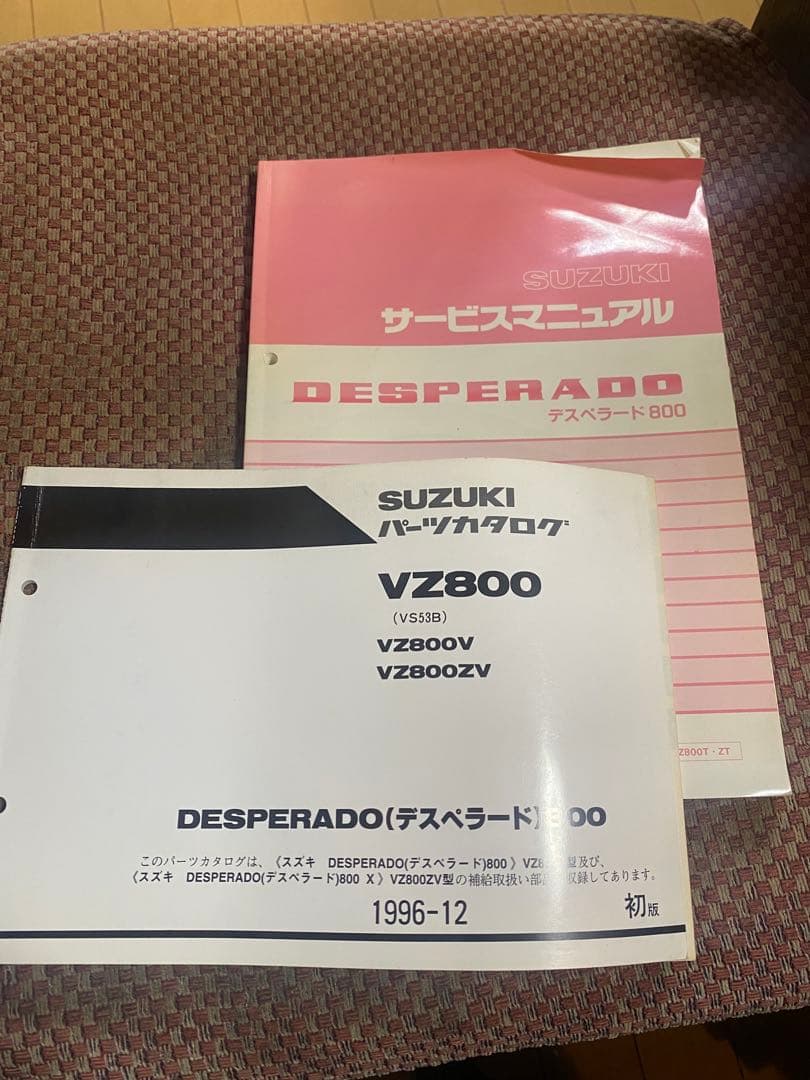 SUZUKI
サービスマニュアル
DESPERADO
デスペラード800
Z800T・ZT
SUZUKI
パーツカタログ
VZ800
(VS53B)
VZ800V
VZ800ZV
DESPERADO(デスペラード)800
このパーツカタログは、《スズキ DESPERADO(デスペラード)800 》VZ8 型及び、
《スズキ DESPERADO(デスペラード)800 X 》VZ800ZV型の補給取扱い部 収録してあります。
1996-12
初版